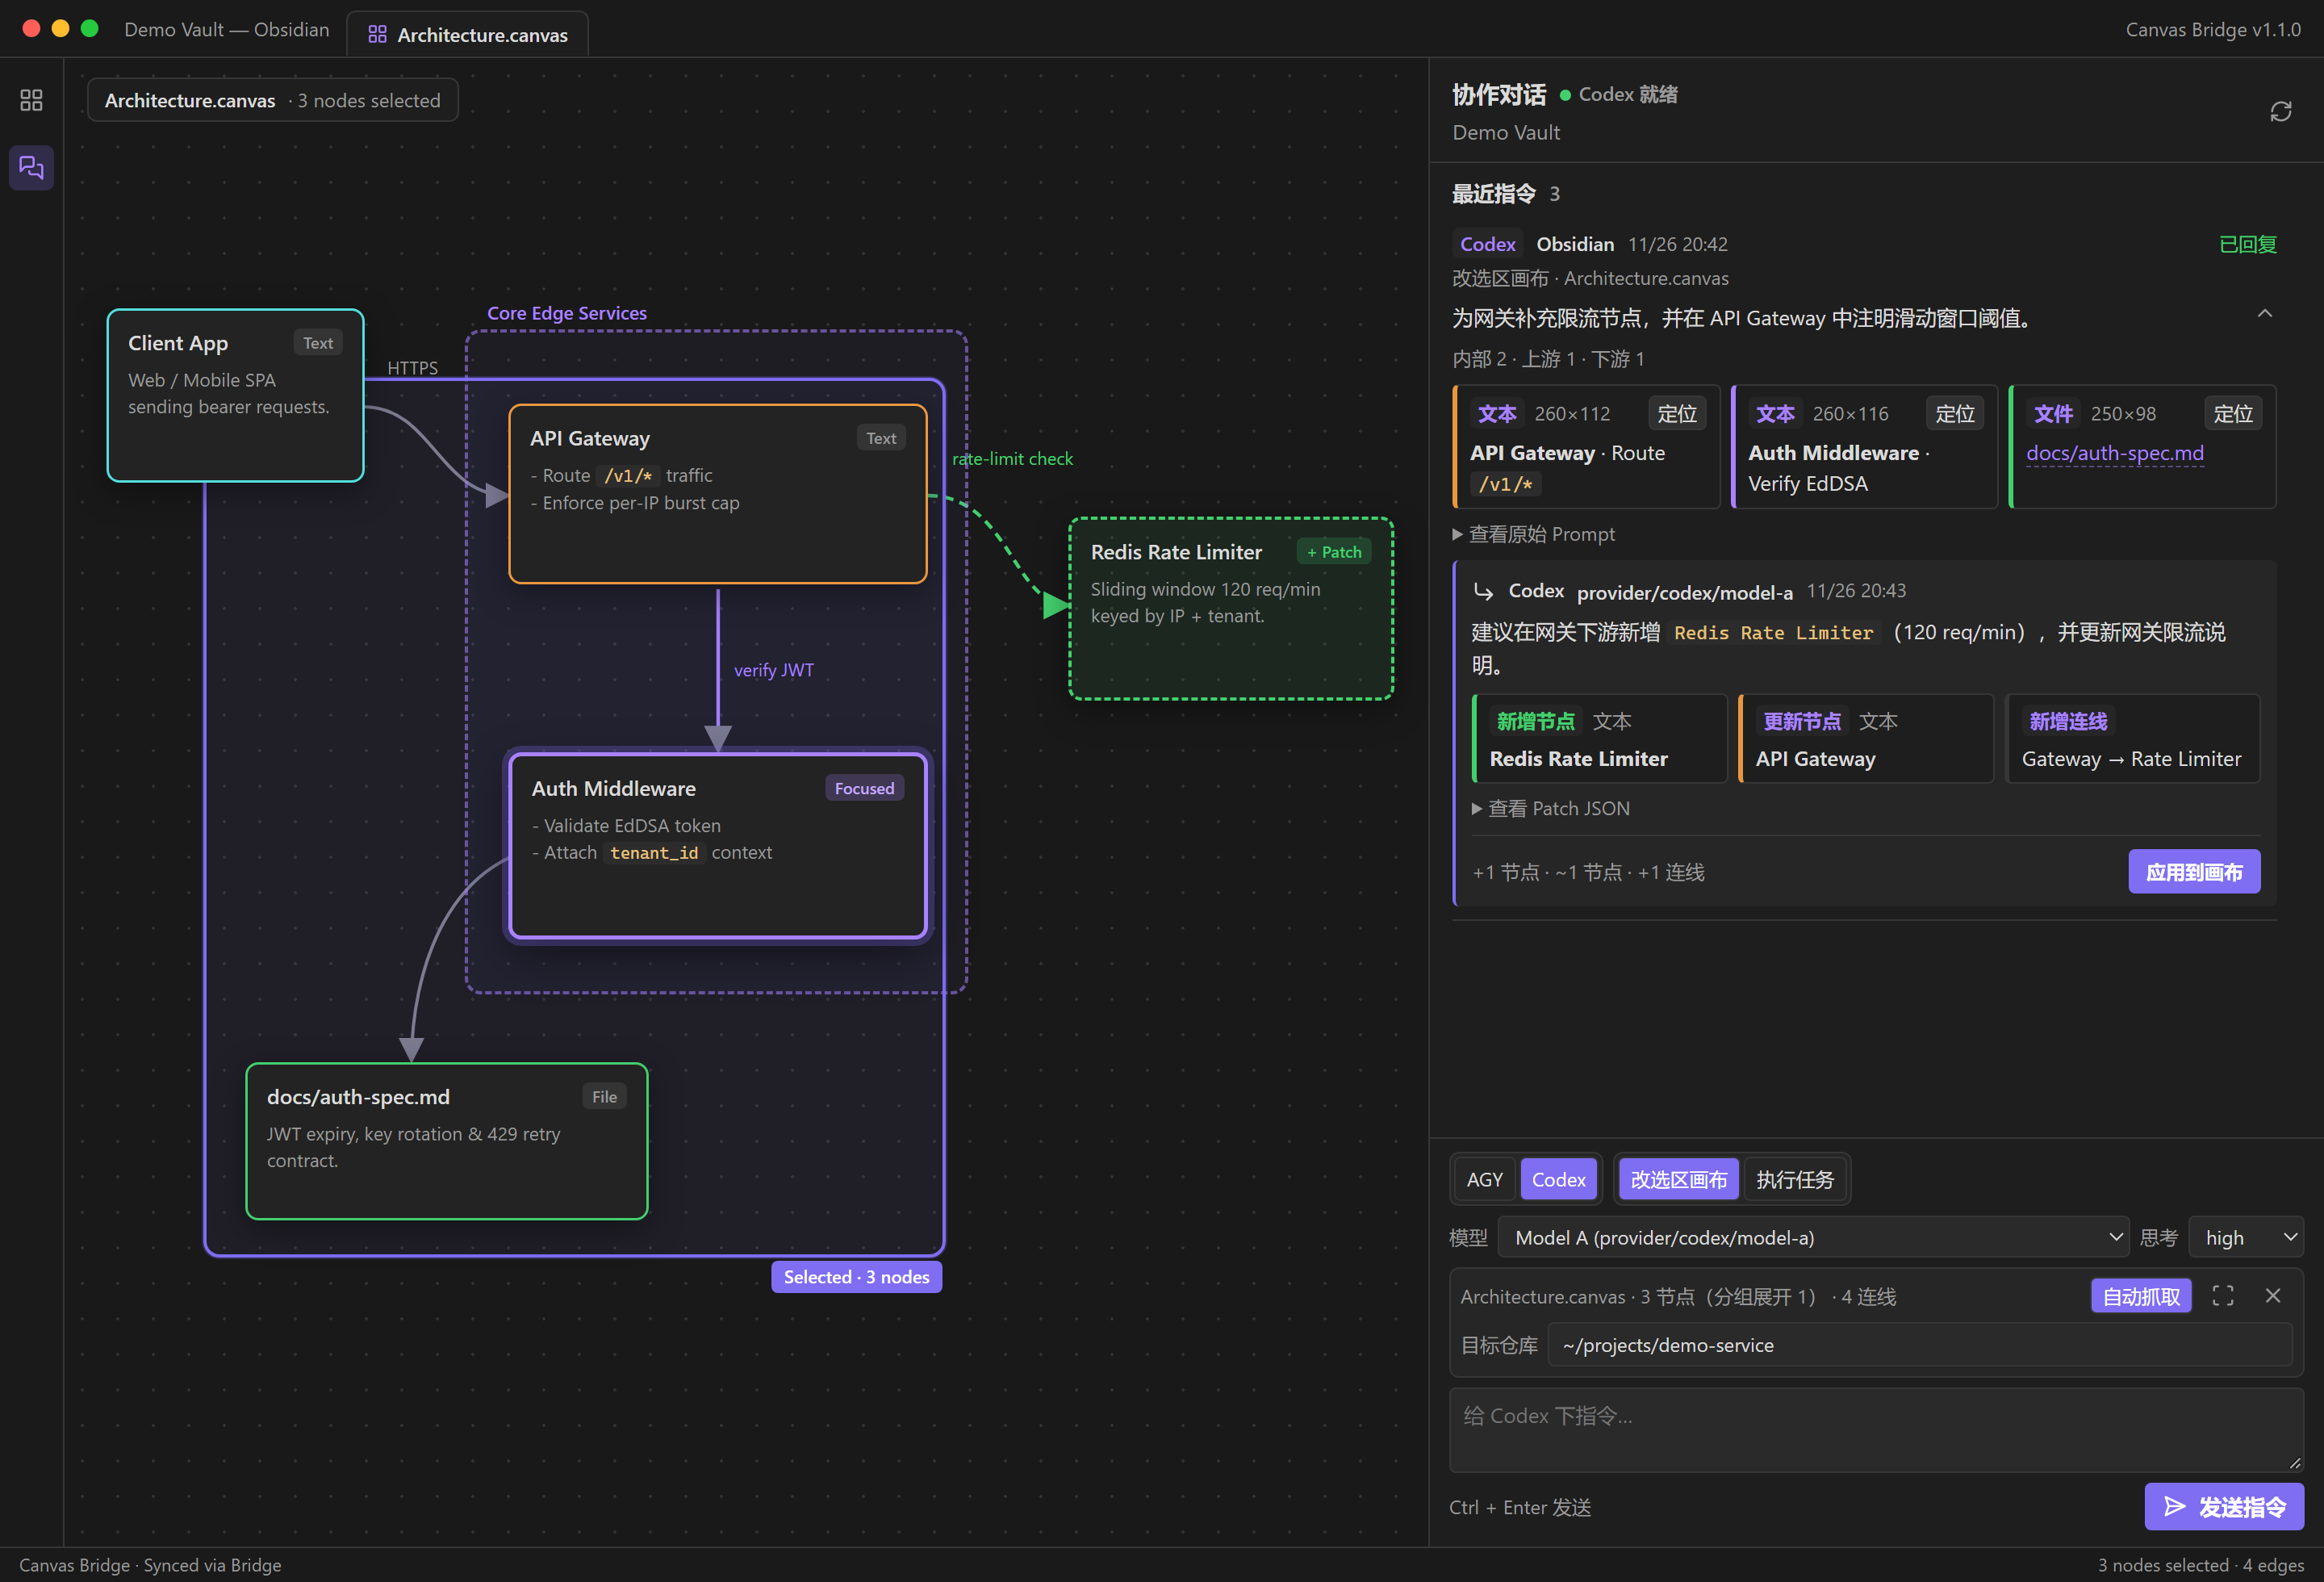 Demo Vault — Obsidian
Architecture.canvas
Canvas Bridge v1.1.0
Architecture.canvas · 3 nodes selected
Client App
Text
Web / Mobile SPA
sending bearer requests.
HTTPS
Core Edge Services
API Gateway
Text
- Route /v1/* traffic
- Enforce per-IP burst cap
rate-limit check
Redis Rate Limiter
+ Patch
Sliding window 120 req/min
keyed by IP + tenant.
verify JWT
Auth Middleware
Focused
- Validate EdDSA token
- Attach tenant_id context
docs/auth-spec.md
File
JWT expiry, key rotation & 429 retry
contract.
Selected · 3 nodes
协作对话 Codex 就绪
Demo Vault
最近指令 3
Codex Obsidian 11/26 20:42 已回复
改选区画布 · Architecture.canvas
为网关补充限流节点，并在 API Gateway 中注明滑动窗口阈值。
内部 2 · 上游 1 · 下游 1
文本 260×112 定位
API Gateway · Route
/v1/*
文本 260×116 定位
Auth Middleware ·
Verify EdDSA
文件 250×98 定位
docs/auth-spec.md
查看原始 Prompt
Codex provider/codex/model-a 11/26 20:43
建议在网关下游新增 Redis Rate Limiter （120 req/min），并更新网关限流说
明。
新增节点 文本
Redis Rate Limiter
更新节点 文本
API Gateway
新增连线
Gateway → Rate Limiter
查看 Patch JSON
+1 节点 · ~1 节点 · +1 连线
应用到画布
AGY Codex 改选区画布 执行任务
模型 Model A (provider/codex/model-a) 思考 high
Architecture.canvas · 3 节点（分组展开 1） · 4 连线 自动抓取
目标仓库 ~/projects/demo-service
给 Codex 下指令...
Ctrl + Enter 发送
发送指令
Canvas Bridge · Synced via Bridge
3 nodes selected · 4 edges